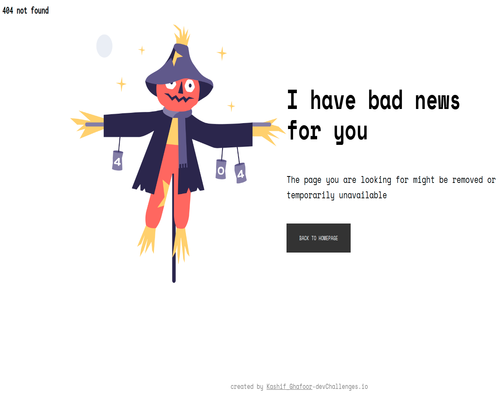 404 not found
I have bad news
for you
4
0
4
The page you are looking for might be removed or
temporarily unavailable
BACK TO HOMEPAGE
created by Kashif Ghafoor-devChallenges.io